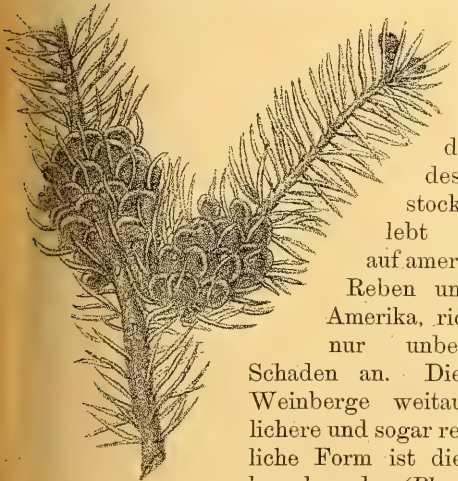 d
des
stock
lebt
auf amer
Reben un
Amerika, ric
nur unbe
Schaden an. Die
Weinberge weitau
lichere und sogar re
liche Form ist die